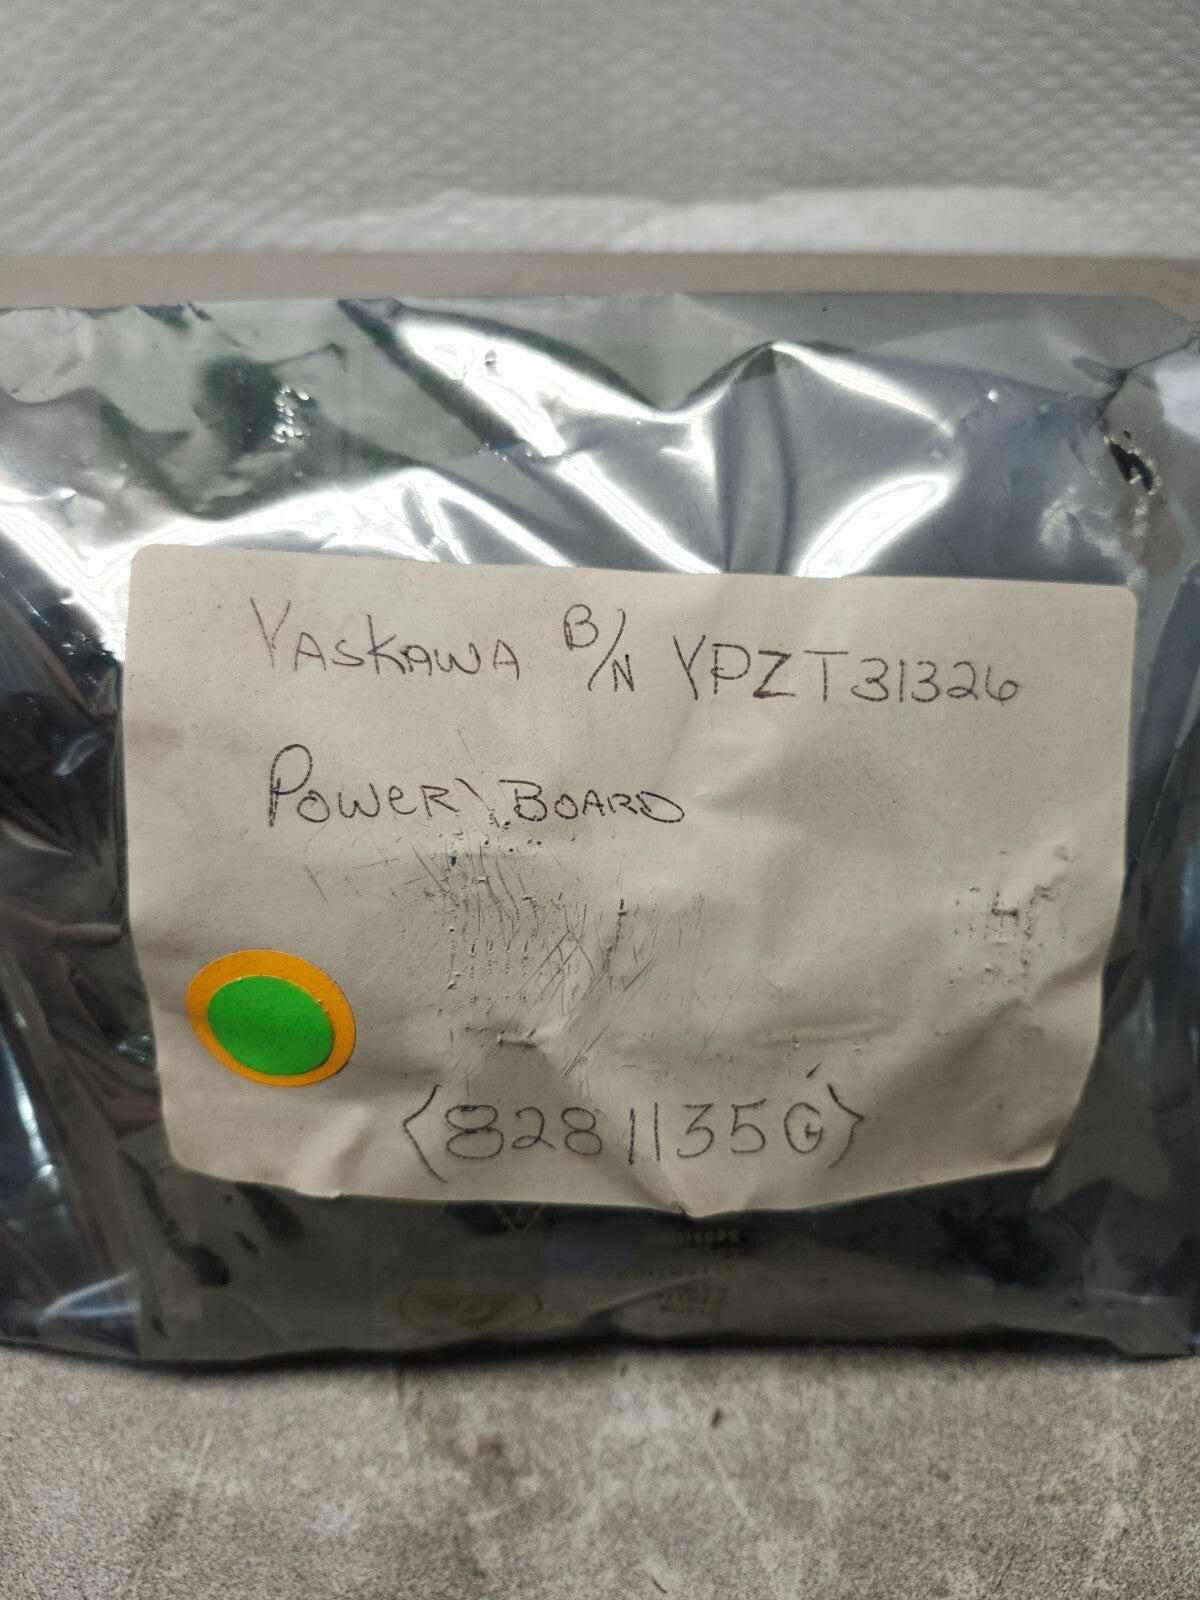 YASKAWA B/N YPZT31326
POWER BOARD
<8281135G>